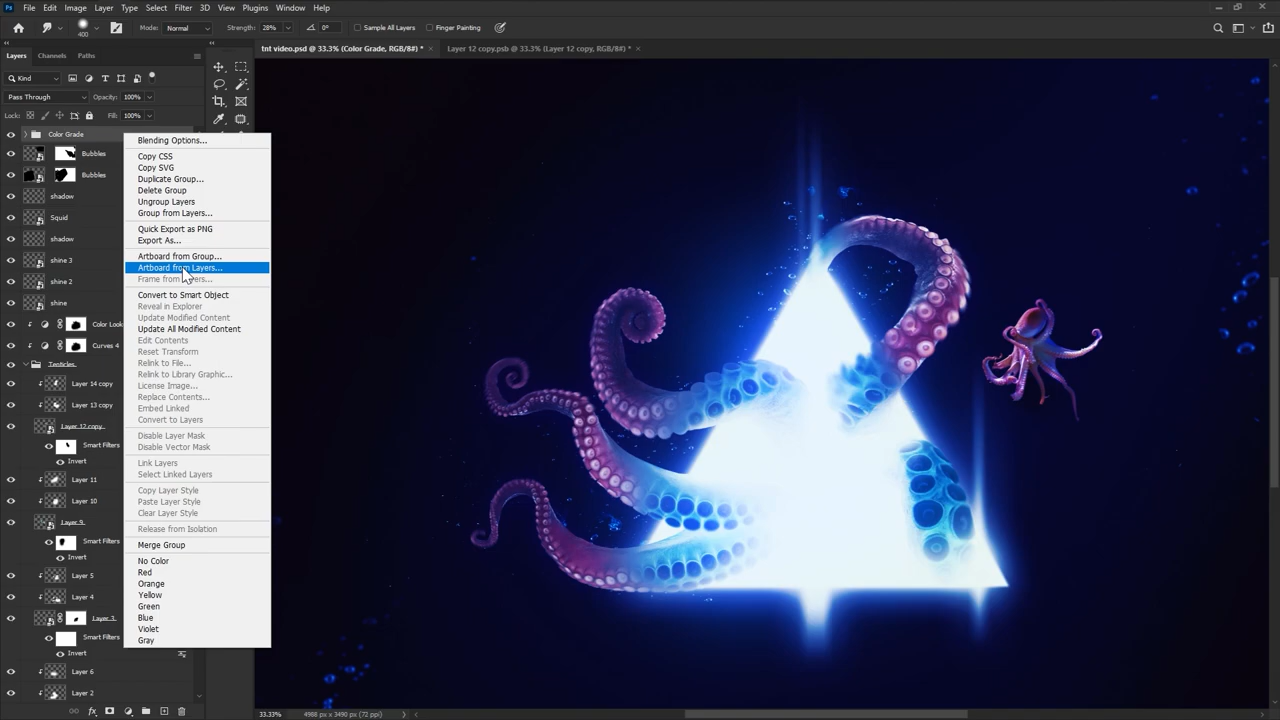 Ps File Edit Image Layer Type Select Filter 3D View Plugins Window Help
400 Mode: Normal Strength: 28% 0° Sample All Layers Finger Painting
Layers Channels Paths
tnt video.psd @ 33.3% (Color Grade, RGB/8#) * ×
Layer 12 copy.psb @ 33.3% (Layer 12 copy, RGB/8#) * ×
Kind
Pass Through Opacity: 100%
Lock: Fill: 100%
Color Grade
Bubbles
Bubbles
shadow
Squid
shadow
shine 3
shine 2
shine
Color Look
Curves 4
Tenticles
Layer 14 copy
Layer 13 copy
Layer 12 copy
Smart Filters
Invert
Layer 11
Layer 10
Layer 9
Smart Filters
Invert
Layer 5
Layer 4
Layer 3
Smart Filters
Invert
Layer 6
Layer 2
Blending Options...
Copy CSS
Copy SVG
Duplicate Group...
Delete Group
Ungroup Layers
Group from Layers...
Quick Export as PNG
Export As...
Artboard from Group...
Artboard from Layers...
Frame from
Convert to Smart Object
Reveal in Explorer
Update Modified Content
Update All Modified Content
Edit Contents
Reset Transform
Relink to File...
Relink to Library Graphic...
License Image...
Replace Contents...
Embed Linked
Convert to Layers
Disable Layer Mask
Disable Vector Mask
Link Layers
Select Linked Layers
Copy Layer Style
Paste Layer Style
Clear Layer Style
Release from Isolation
Merge Group
No Color
Red
Orange
Yellow
Green
Blue
Violet
Gray
33.33% 4988 px x 3490 px (72 ppi)